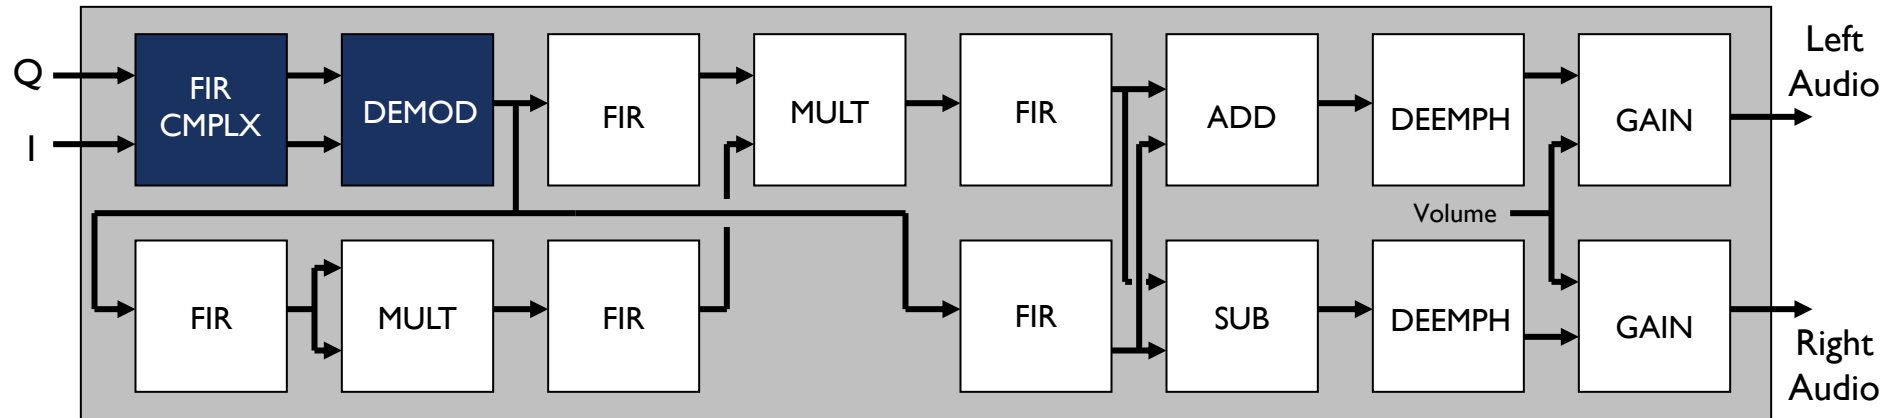 Q
I
FIR
CMPLX
DEMOD
FIR
MULT
FIR
ADD
DEEMPH
GAIN
Left
Audio
Volume
FIR
MULT
FIR
FIR
SUB
DEEMPH
GAIN
Right
Audio